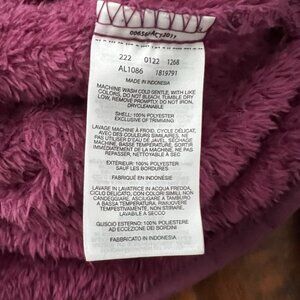 222 0122 1268
AL1086 1819791
MADE IN INDONESIA
MACHINE WASH COLD GENTLE, WITH LIKE
COLORS, DO NOT BLEACH, TUMBLE DRY
LOW, REMOVE PROMPTLY, DO NOT IRON,
DRYCLEANABLE
SHELL: 100% POLYESTER
EXCLUSIVE OF TRIMMING
LAVAGE MACHINE À FROID, CYCLE DÉLICAT,
AVEC DES COULEURS SIMILAIRES, NE
PAS UTILISER D'EAU DE JAVEL, SÉCHAGE
MACHINE, BASSE TEMPÉRATURE, SORTIR
IMMÉDIATEMENT DE LA MACHINE, NE PAS
REPASSER, NETTOYABLE À SEC
EXTÉRIEUR: 100% POLYESTER
SAUF LES BORDURES
FABRIQUÉ EN INDONÉSIE
LAVARE IN LAVATRICE IN ACQUA FREDDA,
CICLO DELICATO, CON COLORI SIMILI NON
CANDEGGIARE, ASCIUGARE A TAMBURO A
BASSA TEMPERATURA, RIMUOVERE
PRONTAMENTE, NON STIRARE,
LAVABILE A SECCO
GUSCIO ESTERNO: 100% POLIESTERE
AD ECCEZIONE DEI BORDINI
FABBRICATO IN INDONESIA